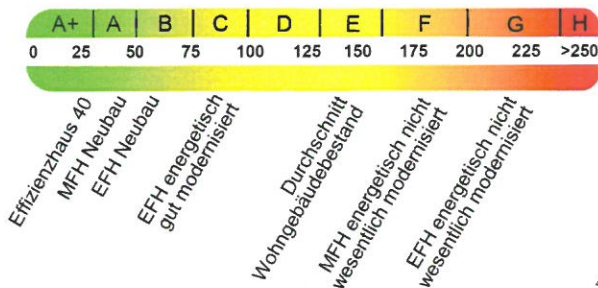 A+ A B C D E F G H
0 25 50 75 100 125 150 175 200 225 >250
Effizienzhaus 40
MFH Neubau
EFH Neubau
EFH energetisch
gut modernisiert
Durchschnitt
Wohngebäudebestand
MFH energetisch nicht
wesentlich modernisiert
EFH energetisch nicht
wesentlich modernisiert